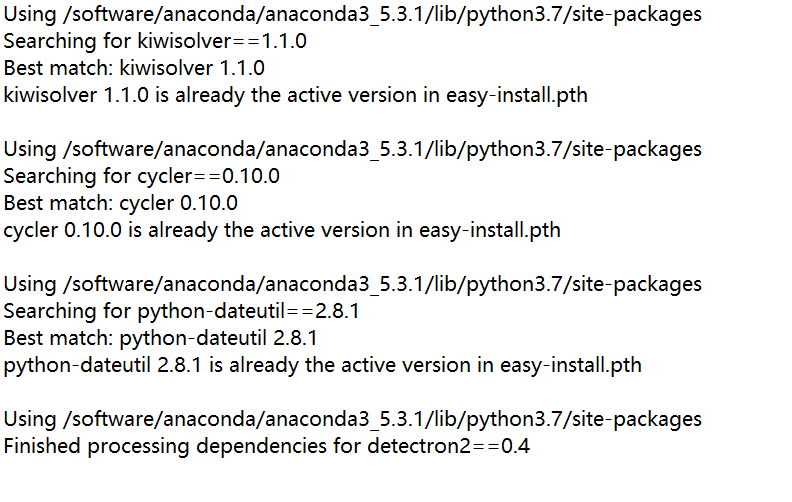 Using /software/anaconda/anaconda3_5.3.1/lib/python3.7/site-packages
Searching for kiwisolver==1.1.0
Best match: kiwisolver 1.1.0
kiwisolver 1.1.0 is already the active version in easy-install.pth
Using /software/anaconda/anaconda3_5.3.1/lib/python3.7/site-packages
Searching for cycler==0.10.0
Best match: cycler 0.10.0
cycler 0.10.0 is already the active version in easy-install.pth
Using /software/anaconda/anaconda3_5.3.1/lib/python3.7/site-packages
Searching for python-dateutil==2.8.1
Best match: python-dateutil 2.8.1
python-dateutil 2.8.1 is already the active version in easy-install.pth
Using /software/anaconda/anaconda3_5.3.1/lib/python3.7/site-packages
Finished processing dependencies for detectron2==0.4